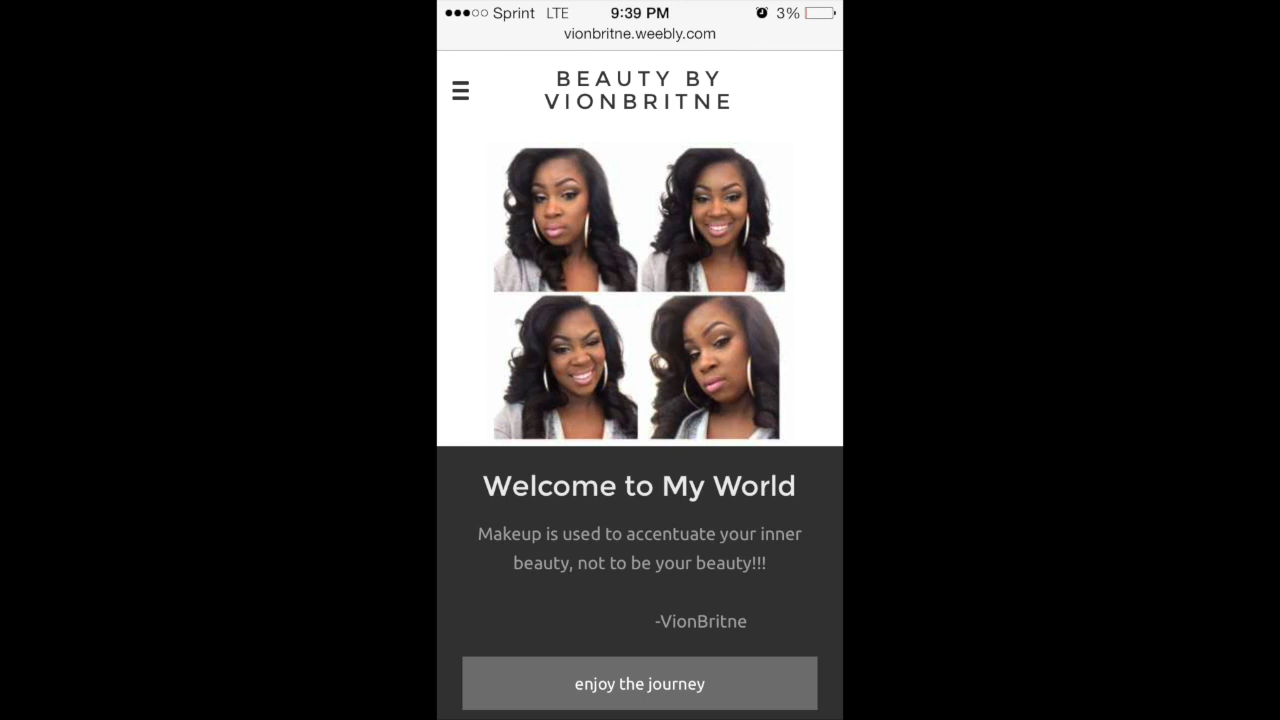 Sprint LTE 9:39 PM 3%
vionbritne.weebly.com
BEAUTY BY
VIONBRITNE
Welcome to My World
Makeup is used to accentuate your inner
beauty, not to be your beauty!!!
-VionBritne
enjoy the journey